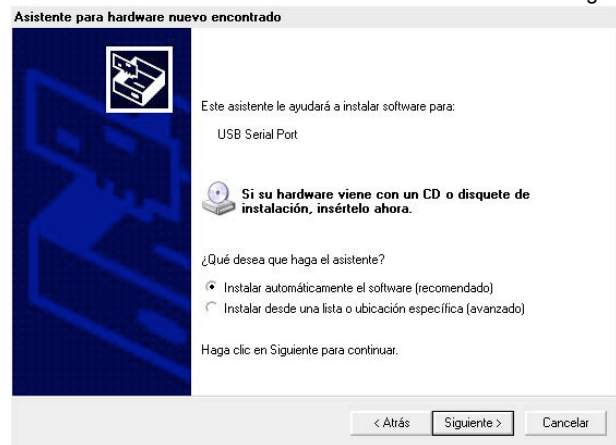 Asistente para hardware nuevo encontrado
Este asistente le ayudará a instalar software para:
USB Serial Port
Si su hardware viene con un CD o disquete de
instalación, insértelo ahora.
¿Qué desea que haga el asistente?
Instalar automáticamente el software (recomendado)
Instalar desde una lista o ubicación específica (avanzado)
Haga clic en Siguiente para continuar.
< Atrás Siguiente > Cancelar